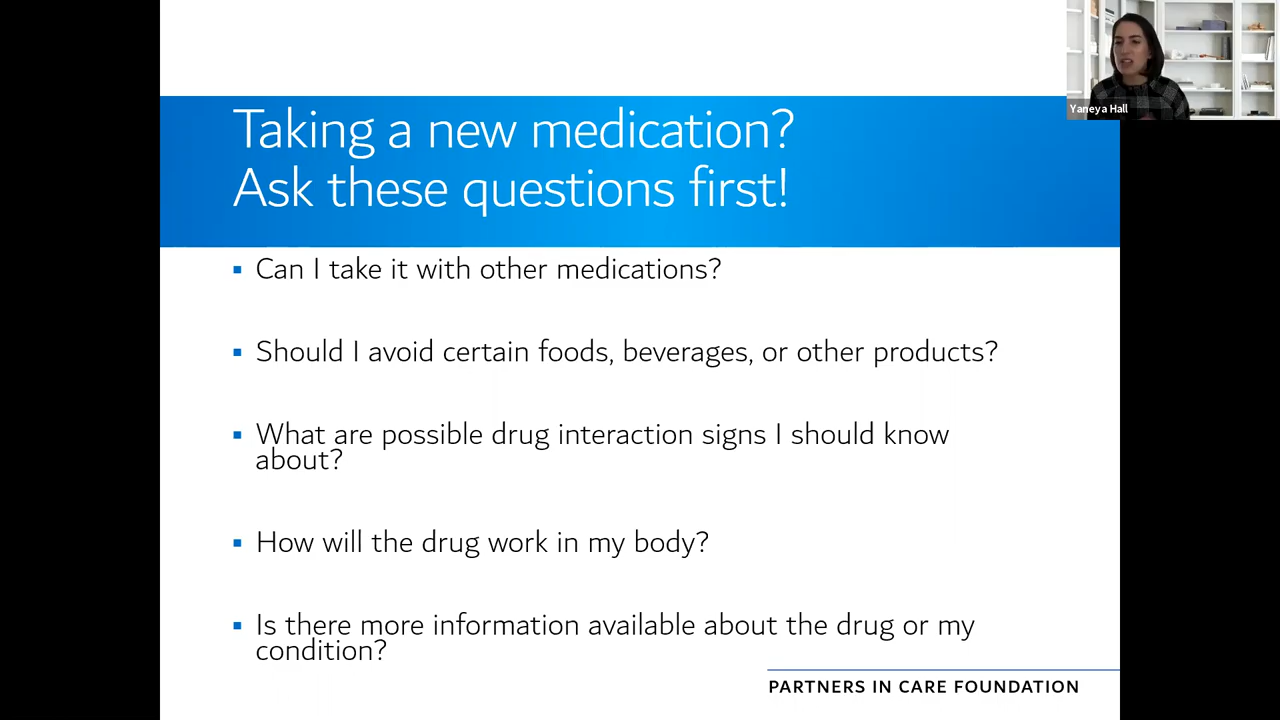 Taking a new medication?
Ask these questions first!
Yaneya Hall
▪ Can I take it with other medications?
▪ Should I avoid certain foods, beverages, or other products?
▪ What are possible drug interaction signs I should know
about?
▪ How will the drug work in my body?
▪ Is there more information available about the drug or my
condition?
PARTNERS IN CARE FOUNDATION